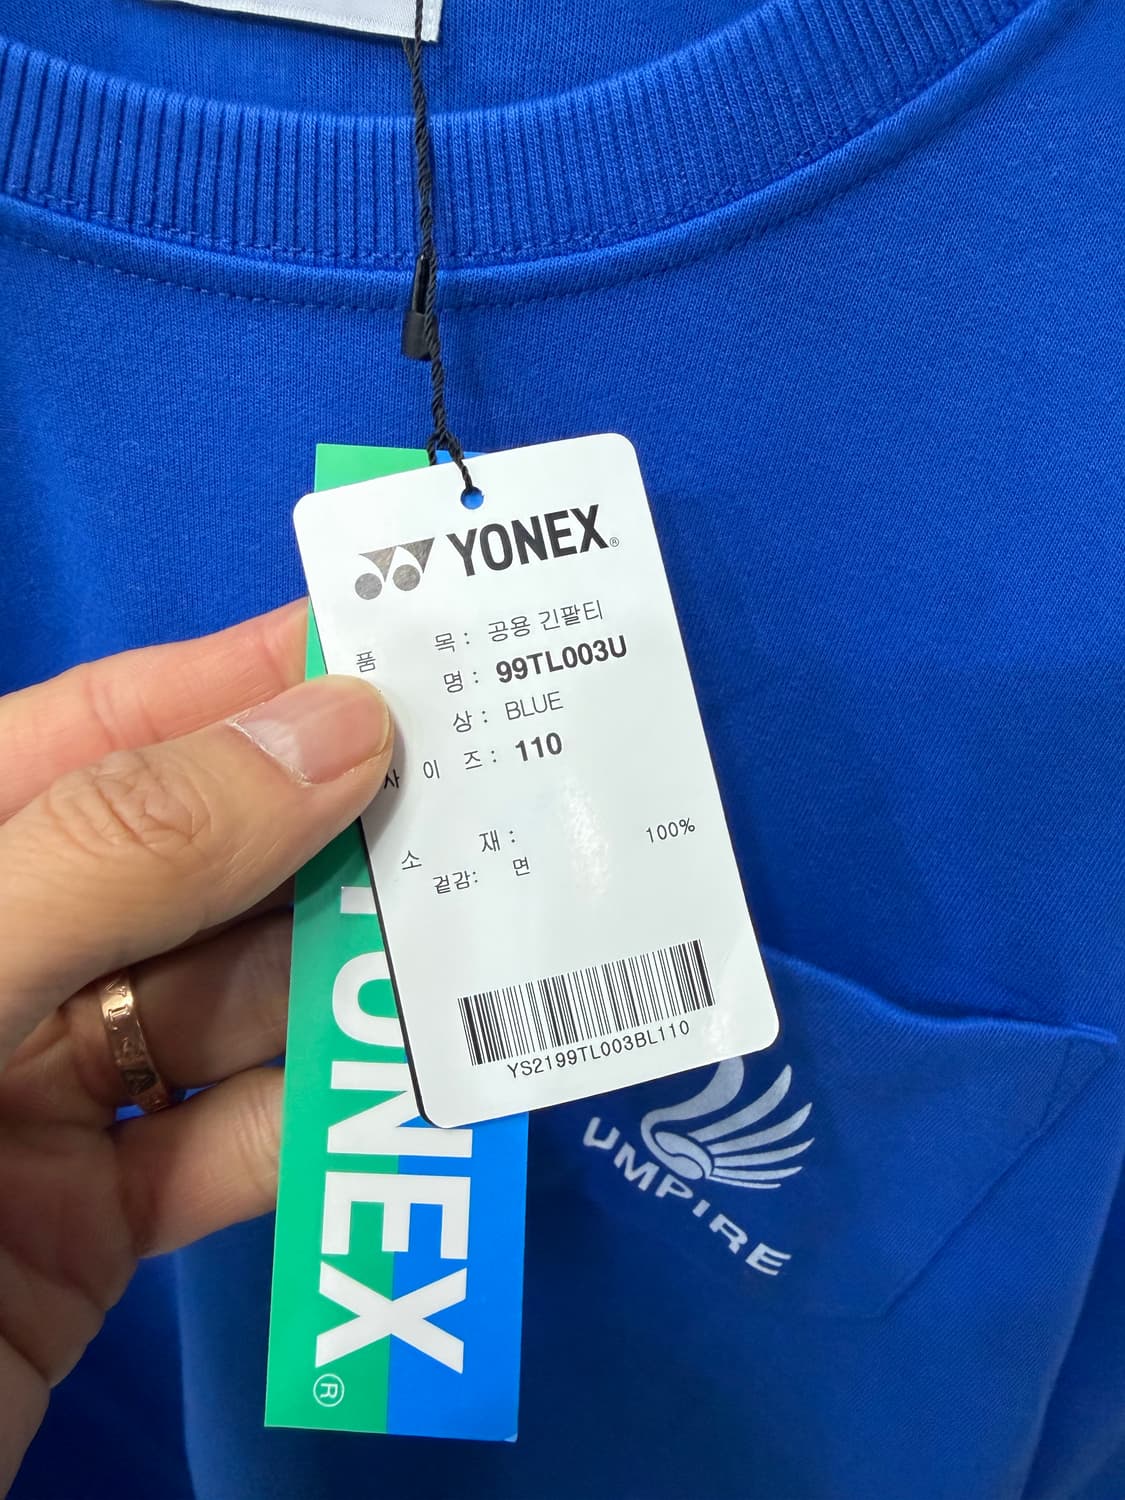 YONEX®
품 목 : 공용 긴팔티
명 : 99TL003U
상 : BLUE
사 이 즈 : 110
소 재 :
겉감: 면 100%
YS2199TL003BL110
YONEX®
UMPIRE